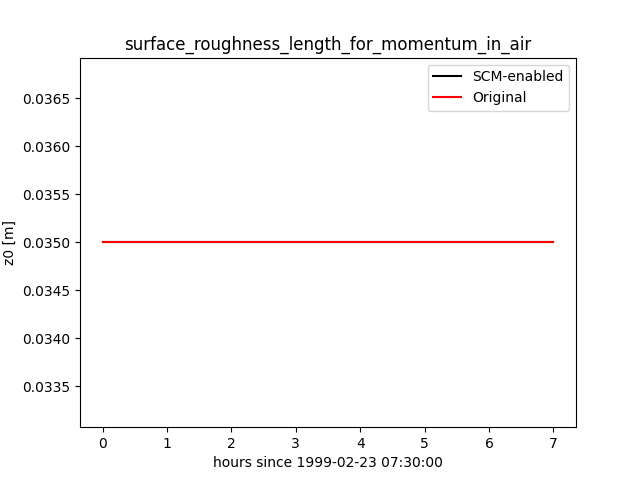 surface_roughness_length_for_momentum_in_air
SCM-enabled
Original
z0 [m]
0.0365
0.0360
0.0355
0.0350
0.0345
0.0340
0.0335
0 1 2 3 4 5 6 7
hours since 1999-02-23 07:30:00